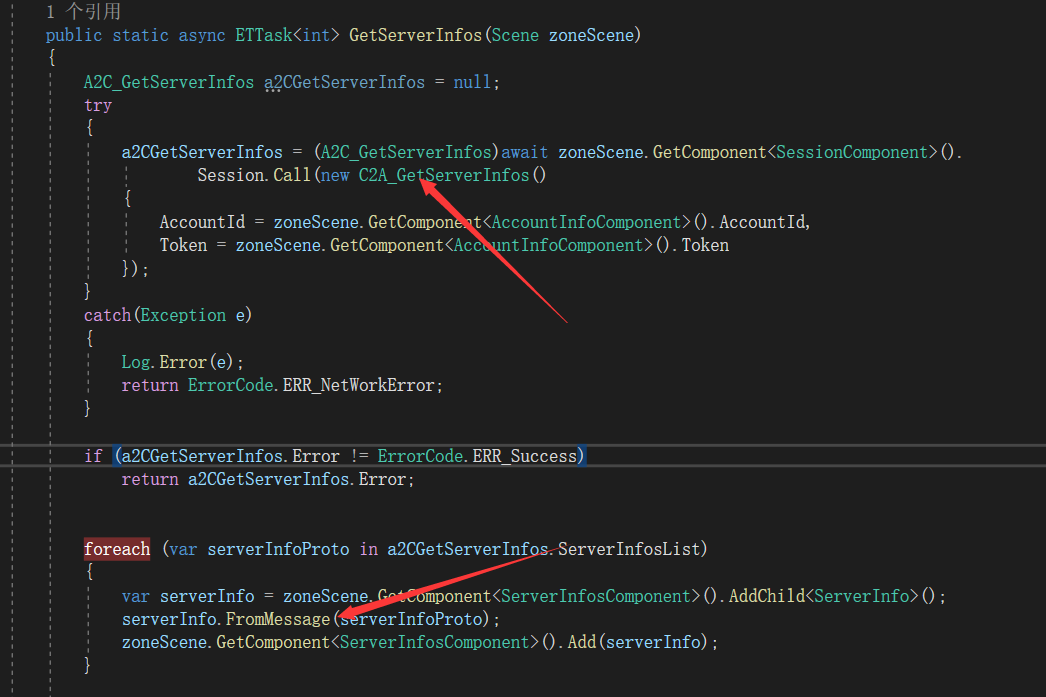 1 个引用
public static async ETTask<int> GetServerInfos(Scene zoneScene)
{
A2C_GetServerInfos a2CGetServerInfos = null;
try
{
a2CGetServerInfos = (A2C_GetServerInfos)await zoneScene.GetComponent<SessionComponent>().
Session.Call(new C2A_GetServerInfos()
{
AccountId = zoneScene.GetComponent<AccountInfoComponent>().AccountId,
Token = zoneScene.GetComponent<AccountInfoComponent>().Token
});
}
catch(Exception e)
{
Log.Error(e);
return ErrorCode.ERR_NetWorkError;
}
if (a2CGetServerInfos.Error != ErrorCode.ERR_Success)
return a2CGetServerInfos.Error;
foreach (var serverInfoProto in a2CGetServerInfos.ServerInfosList)
{
var serverInfo = zoneScene.GetComponent<ServerInfosComponent>().AddChild<ServerInfo>();
serverInfo.FromMessage(serverInfoProto);
zoneScene.GetComponent<ServerInfosComponent>().Add(serverInfo);
}